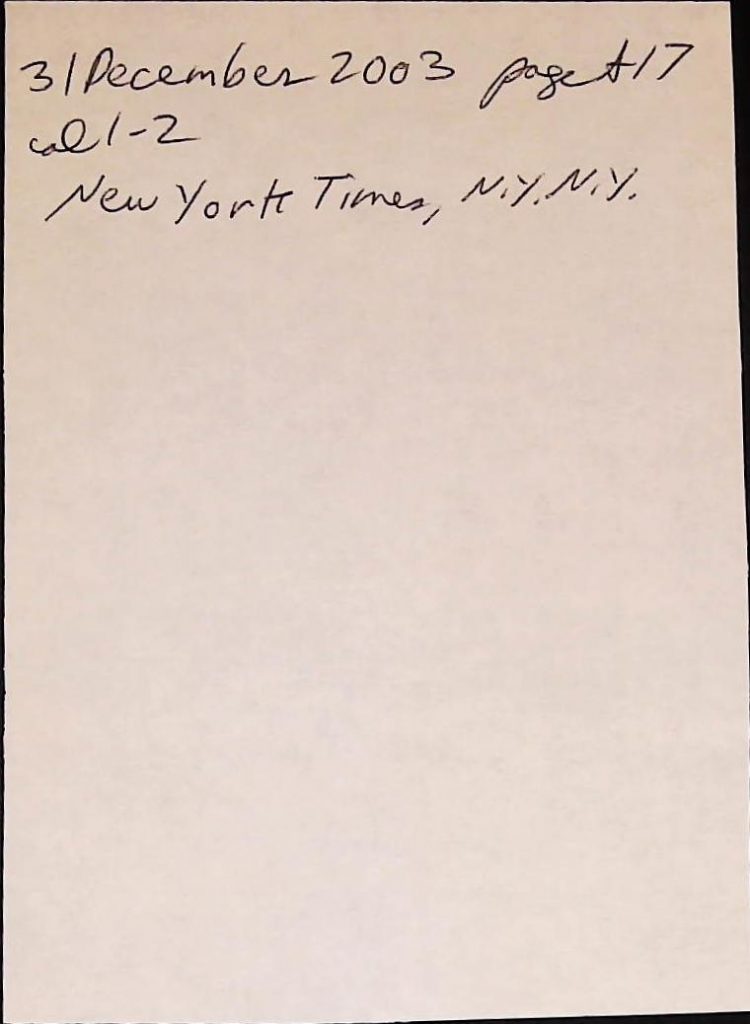 31 December 2003 page A17
col 1-2
New York Times, N.Y. N.Y.